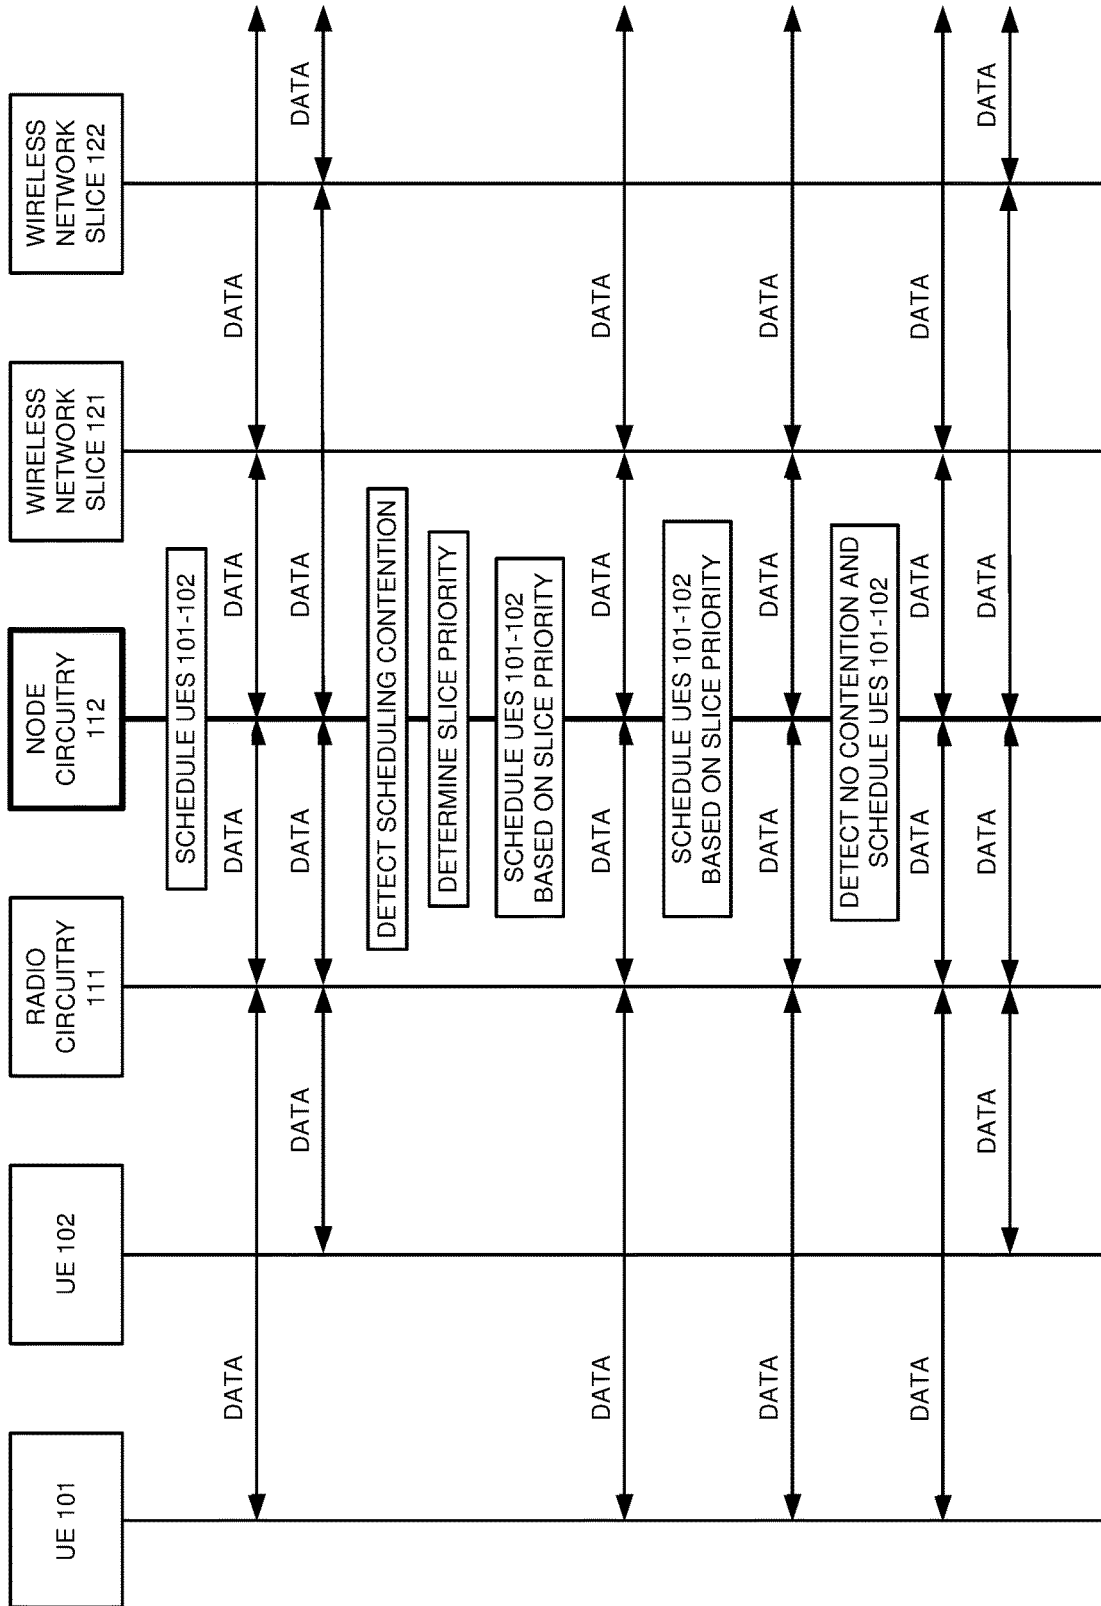 UE 101
UE 102
RADIO
CIRCUITRY
111
NODE
CIRCUITRY
112
WIRELESS
NETWORK
SLICE 121
WIRELESS
NETWORK
SLICE 122
SCHEDULE UES 101-102
DATA
DATA
DATA
DATA
DATA
DATA
DATA
DATA
DETECT SCHEDULING CONTENTION
DETERMINE SLICE PRIORITY
SCHEDULE UES 101-102
BASED ON SLICE PRIORITY
DATA
DATA
DATA
DATA
SCHEDULE UES 101-102
BASED ON SLICE PRIORITY
DATA
DATA
DATA
DATA
DETECT NO CONTENTION AND
SCHEDULE UES 101-102
DATA
DATA
DATA
DATA
DATA
DATA
DATA
DATA